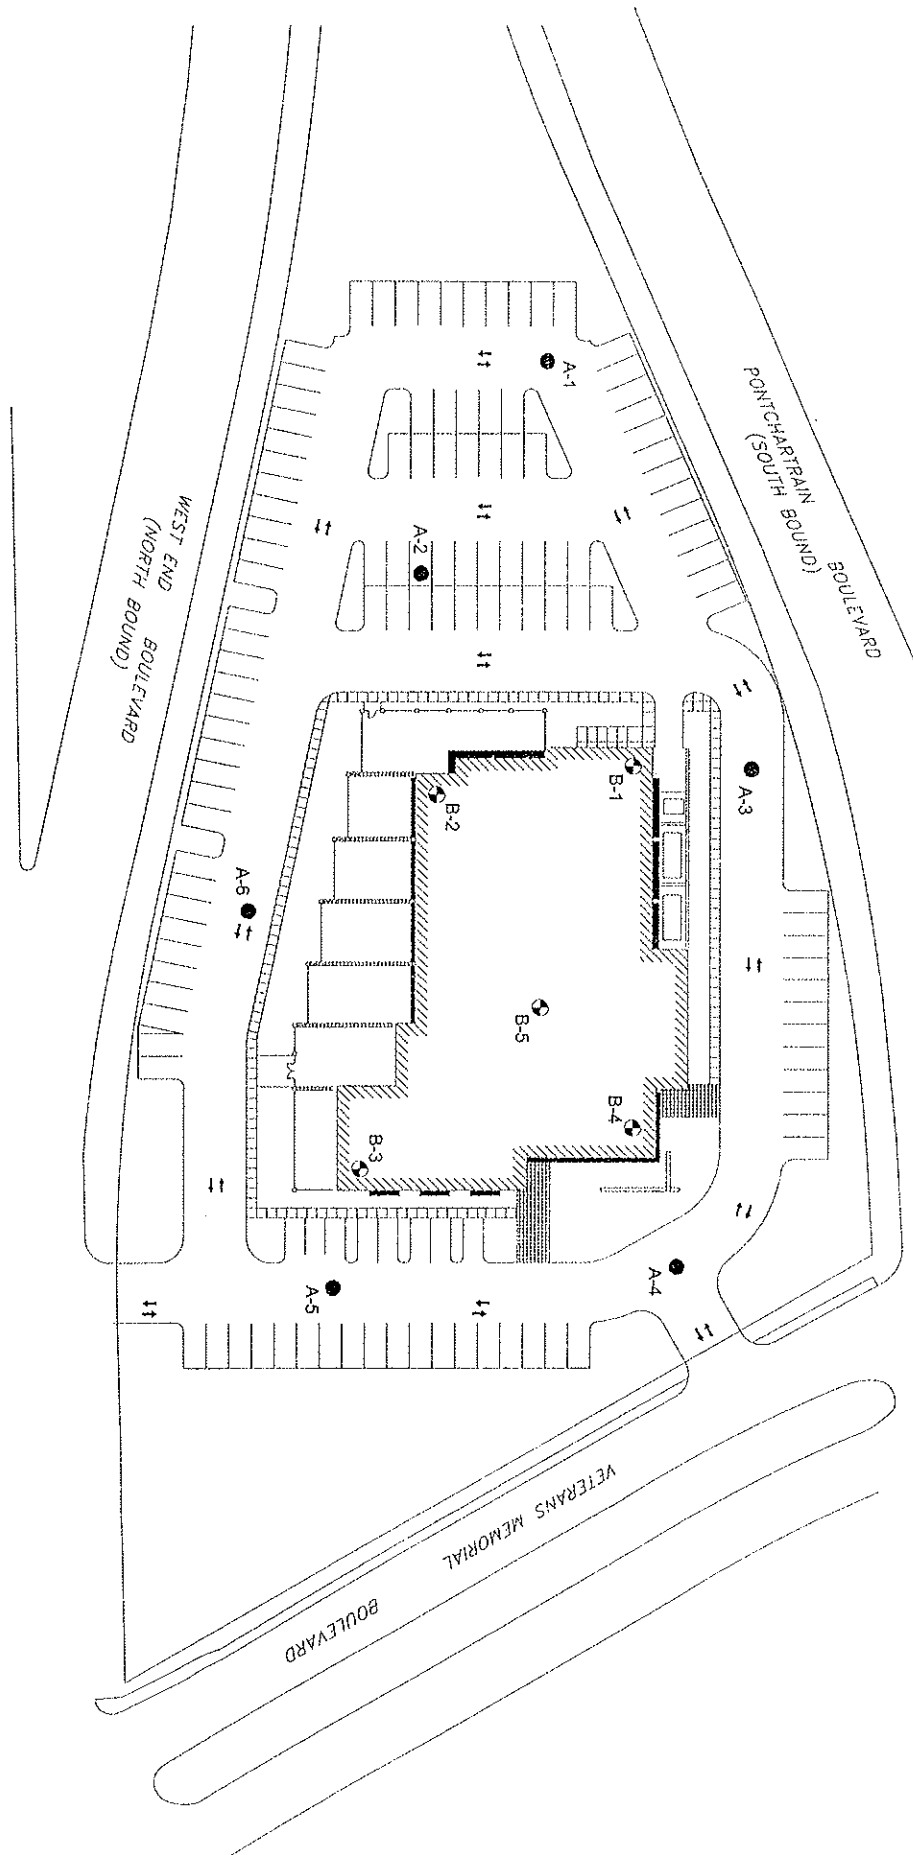 A-1
PONTCHARTRAIN BOULEVARD
(SOUTH BOUND)
WEST END BOULEVARD
(NORTH BOUND)
A-2
A-3
B-1
B-2
A-6
B-5
B-4
B-3
A-4
A-5
VETERANS MEMORIAL BOULEVARD